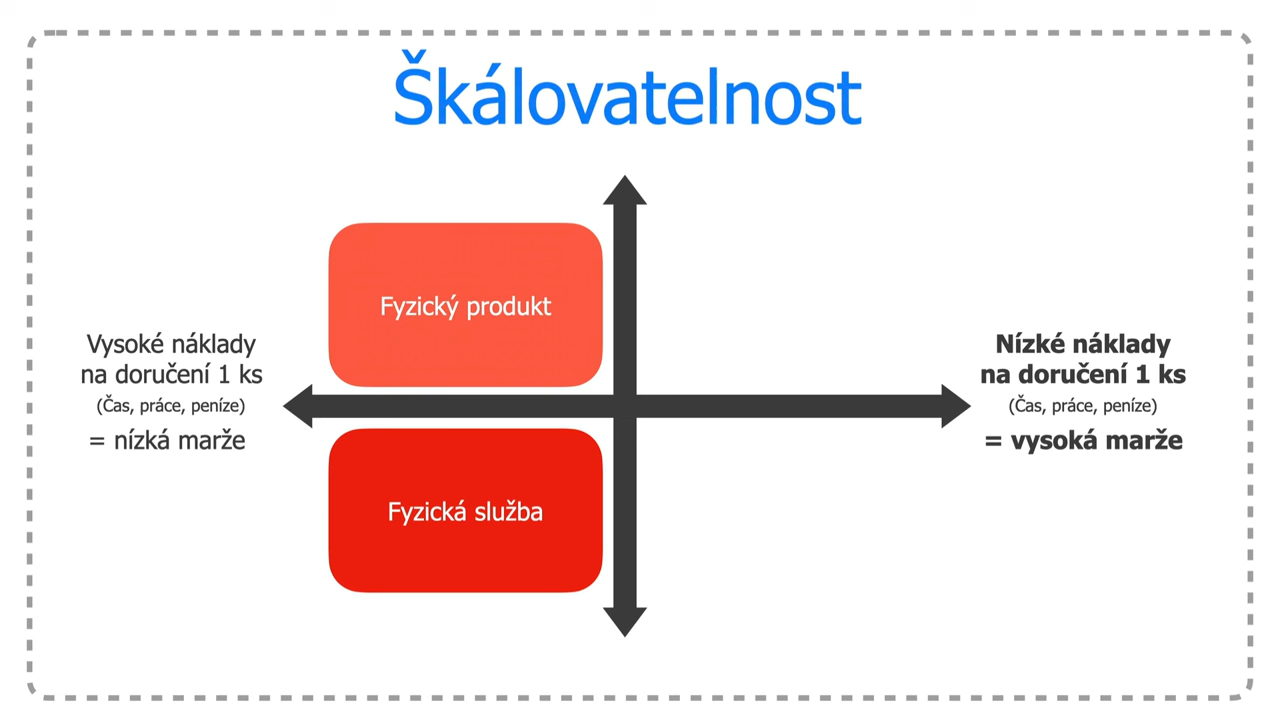 Škálovatelnost
Fyzický produkt
Vysoké náklady
na doručení 1 ks
(Čas, práce, peníze)
= nízká marže
Nízké náklady
na doručení 1 ks
(Čas, práce, peníze)
= vysoká marže
Fyzická služba